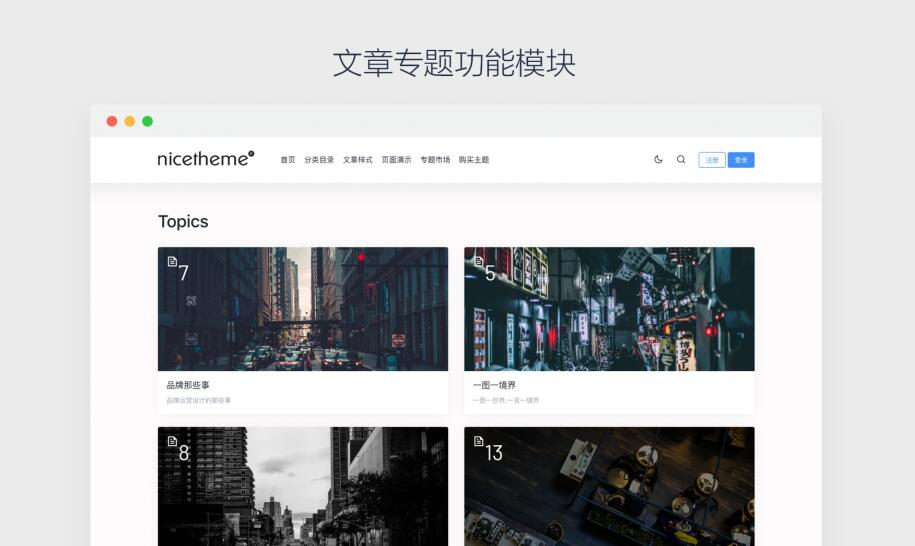 文章专题功能模块
nicetheme
首页 分类目录 文章样式 页面演示 专题市场 购买主题 注册 登录
Topics
7
5
品牌那些事
品牌运营设计的那些事
一图一境界
一图一世界,一言一境界
8
13